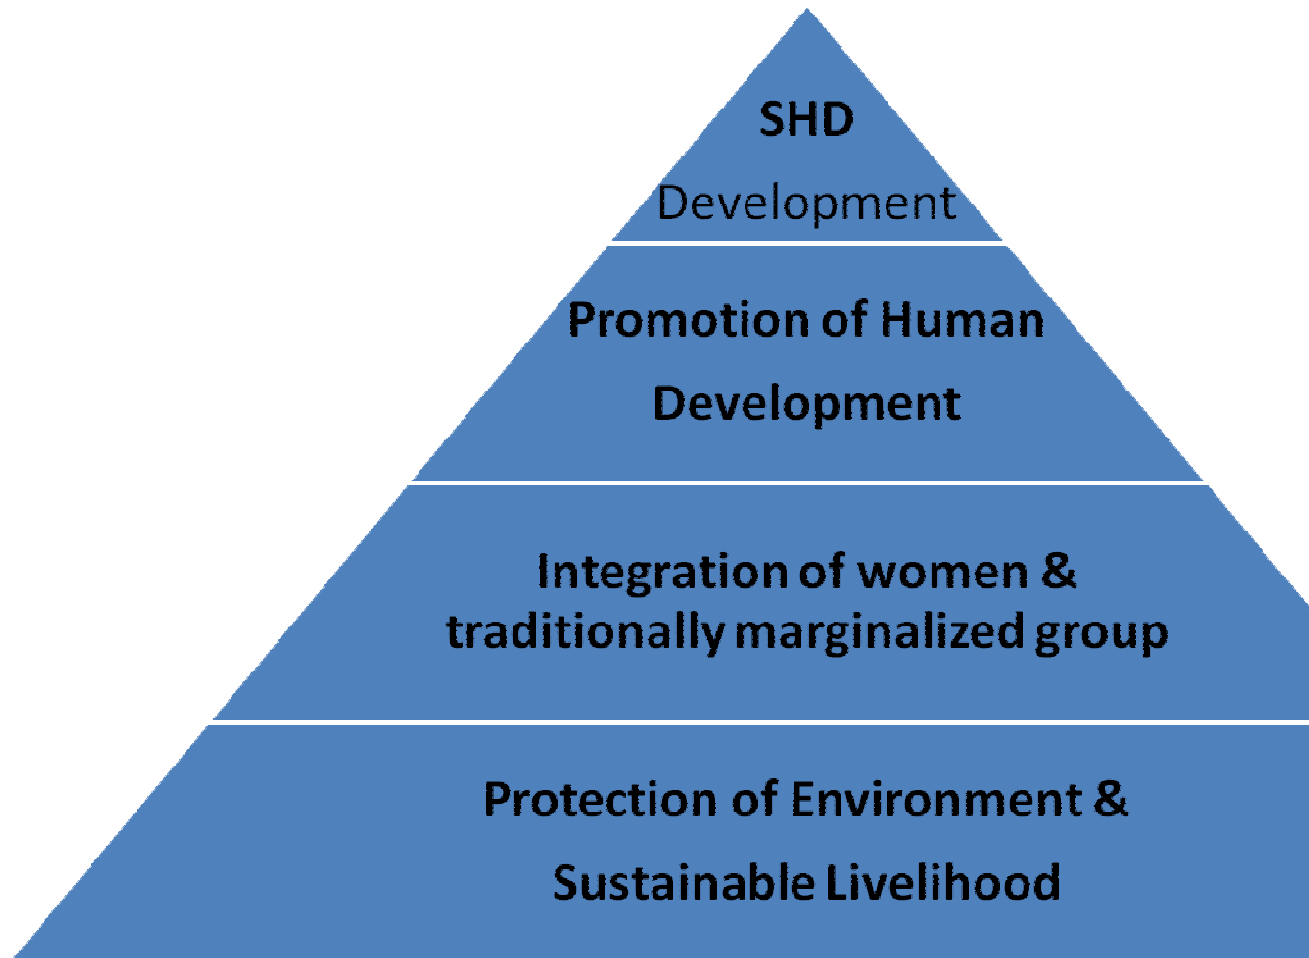 SHD
Development
Promotion of Human
Development
Integration of women &
traditionally marginalized group
Protection of Environment &
Sustainable Livelihood